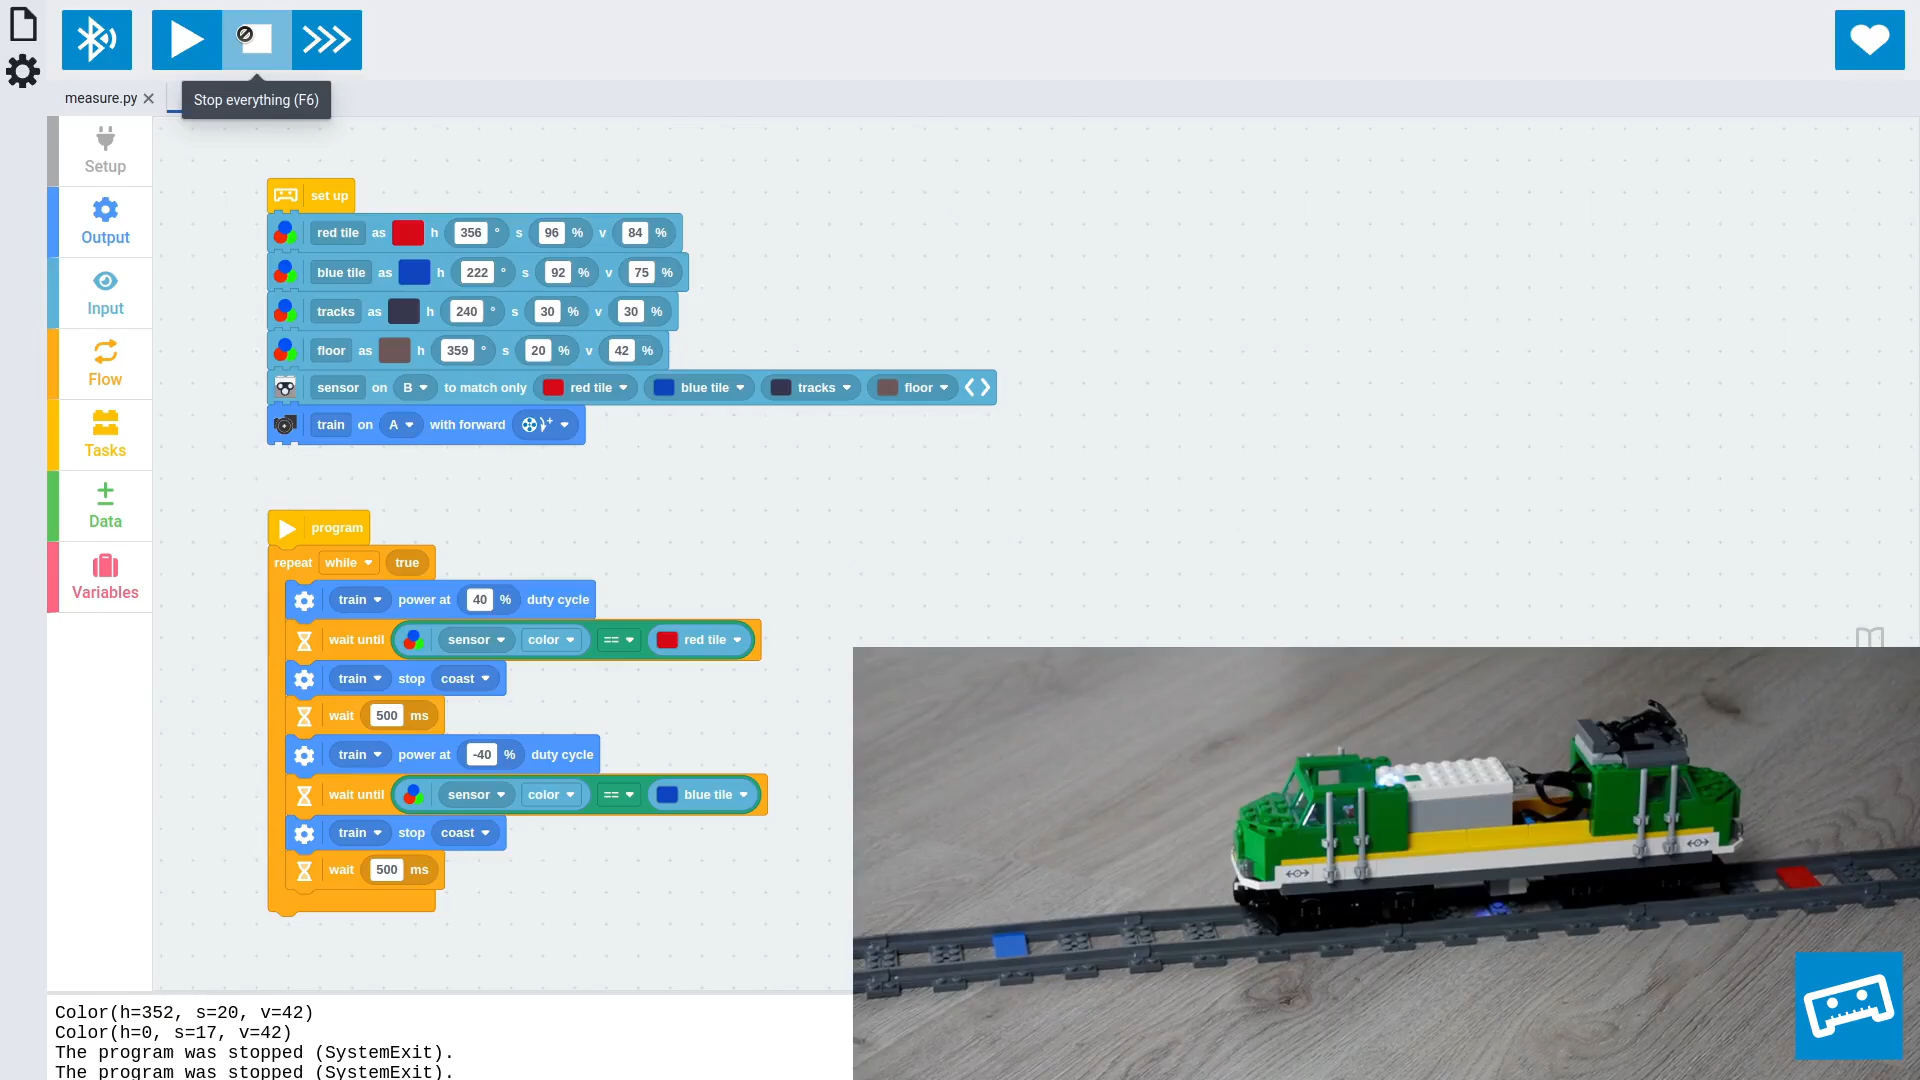 Stop everything (F6)
measure.py
Setup
Output
Input
Flow
Tasks
Data
Variables
set up
red tile as h 356 ° s 96 % v 84 %
blue tile as h 222 ° s 92 % v 75 %
tracks as h 240 ° s 30 % v 30 %
floor as h 359 ° s 20 % v 42 %
sensor on B to match only red tile blue tile tracks floor
train on A with forward
program
repeat while true
train power at 40 % duty cycle
wait until sensor color == red tile
train stop coast
wait 500 ms
train power at -40 % duty cycle
wait until sensor color == blue tile
train stop coast
wait 500 ms
Color(h=352, s=20, v=42)
Color(h=0, s=17, v=42)
The program was stopped (SystemExit).
The program was stopped (SystemExit).